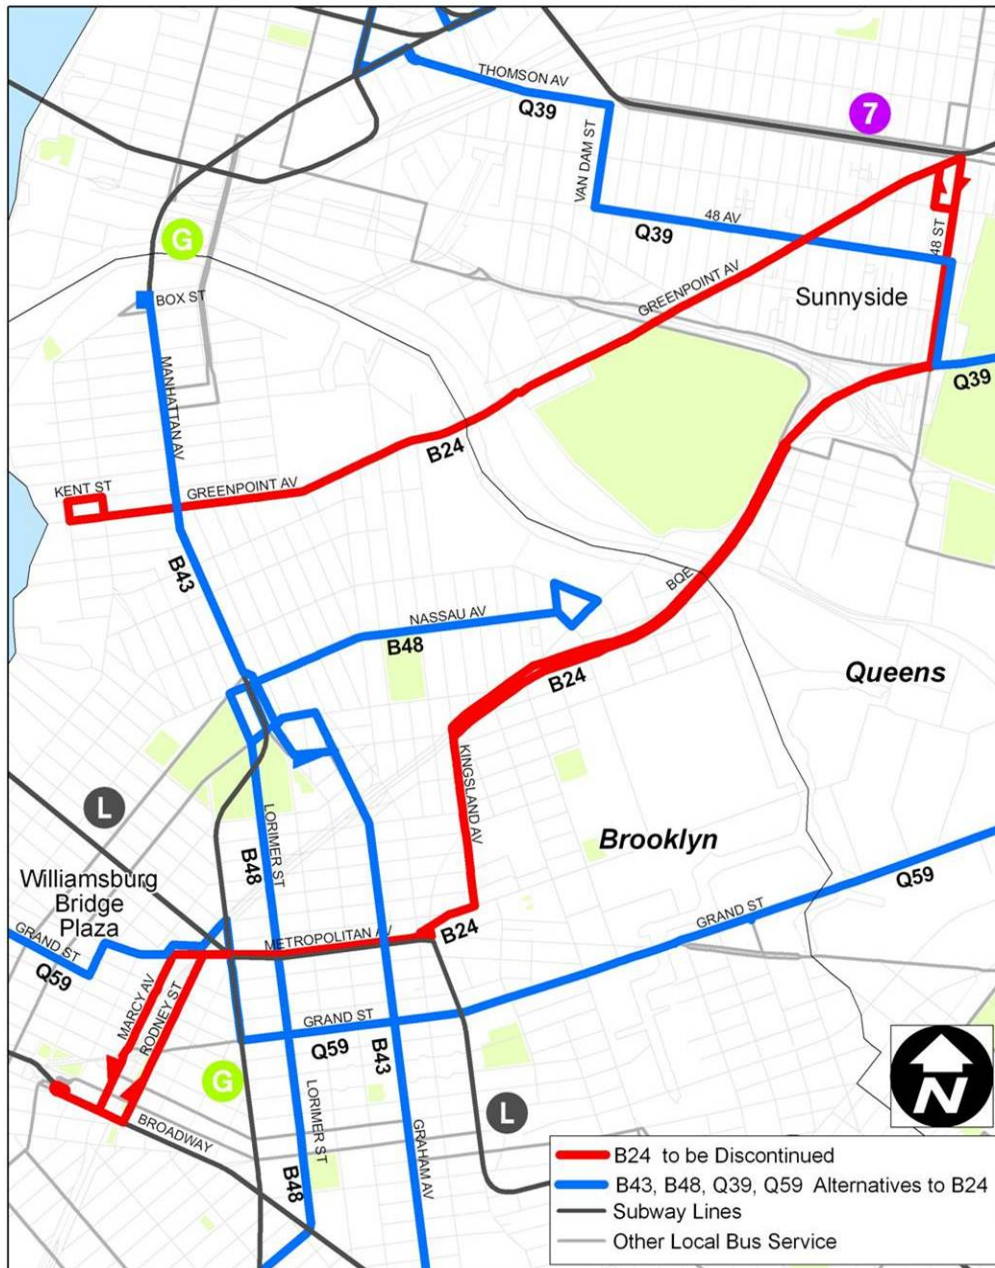 THOMSON AV
Q39
7
VAN DAM ST
48 AV
Q39
48 ST
G
GREENPOINT AV
Sunnyside
BOX ST
MANHATTAN AV
Q39
B24
KENT ST
GREENPOINT AV
B43
BQE
NASSAU AV
B48
B24
Queens
KINGSLAND AV
L
LORIMER ST
B48
Brooklyn
Williamsburg
Bridge
Plaza
Q59
GRAND ST
GRAND ST
METROPOLITAN AV
B24
Q59
MARCY AV
RODNEY ST
GRAND ST
Q59
B43
G
LORIMER ST
BROADWAY
L
GRAHAM AV
B48
N
B24 to be Discontinued
B43, B48, Q39, Q59 Alternatives to B24
Subway Lines
Other Local Bus Service